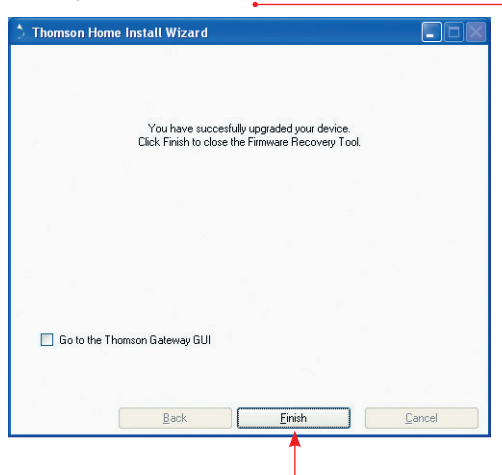 Thomson Home Install Wizard
You have succesfully upgraded your device.
Click Finish to close the Firmware Recovery Tool.
Go to the Thomson Gateway GUI
Back Finish Cancel